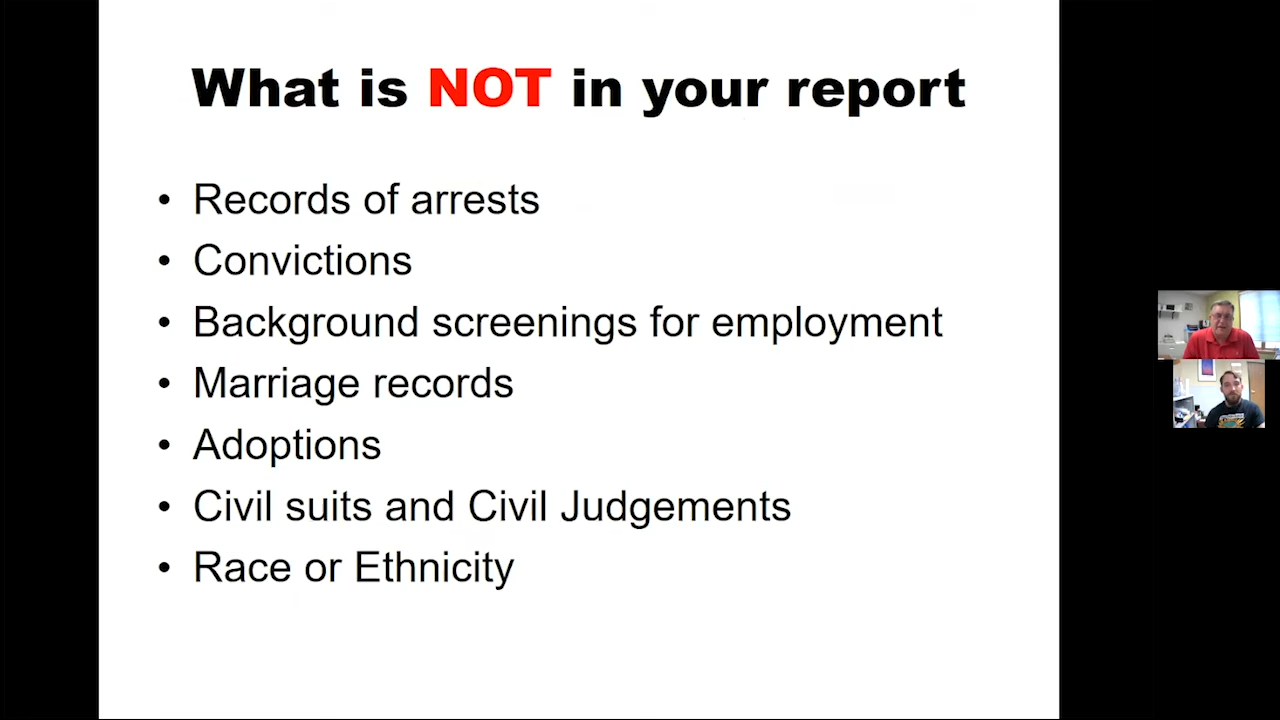 What is NOT in your report
• Records of arrests
• Convictions
• Background screenings for employment
• Marriage records
• Adoptions
• Civil suits and Civil Judgements
• Race or Ethnicity